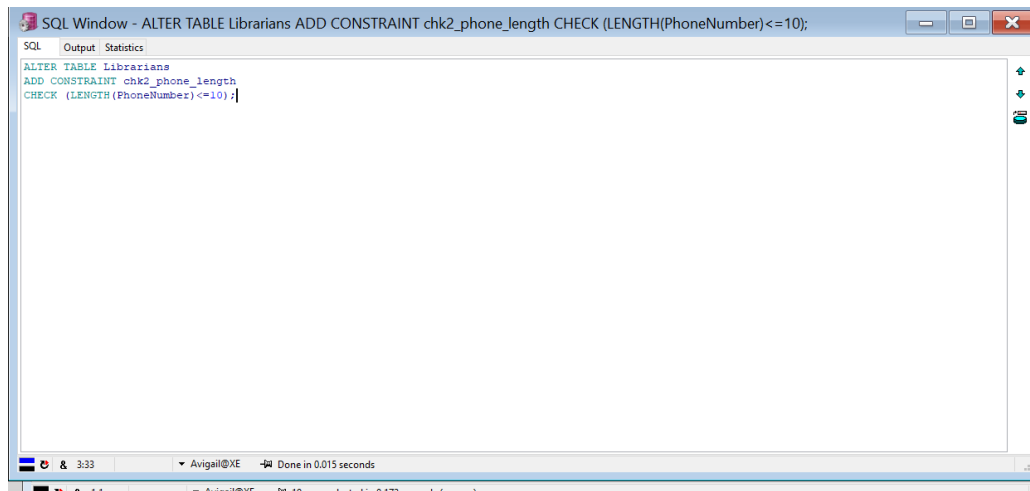 SQL Window - ALTER TABLE Librarians ADD CONSTRAINT chk2_phone_length CHECK (LENGTH(PhoneNumber)<=10);
SQL Output Statistics
ALTER TABLE Librarians
ADD CONSTRAINT chk2_phone_length
CHECK (LENGTH(PhoneNumber)<=10);
& 3:33 Avigail@XE Done in 0.015 seconds